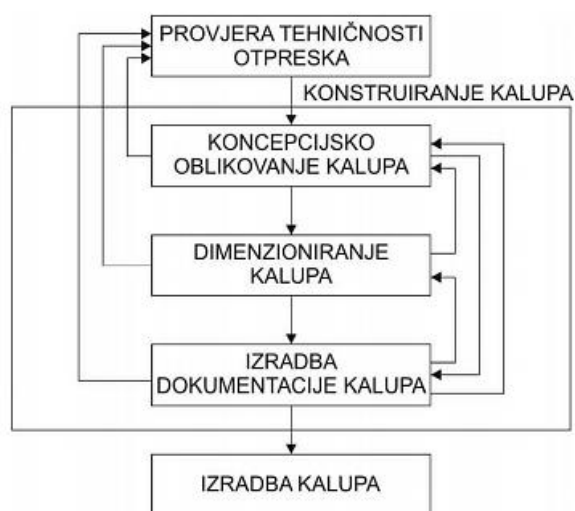 PROVJERA TEHNIČNOSTI
OTPRESKA
KONSTRUIRANJE KALUPA
KONCEPCIJSKO
OBLIKOVANJE KALUPA
DIMENZIONIRANJE
KALUPA
IZRADBA
DOKUMENTACIJE KALUPA
IZRADBA KALUPA